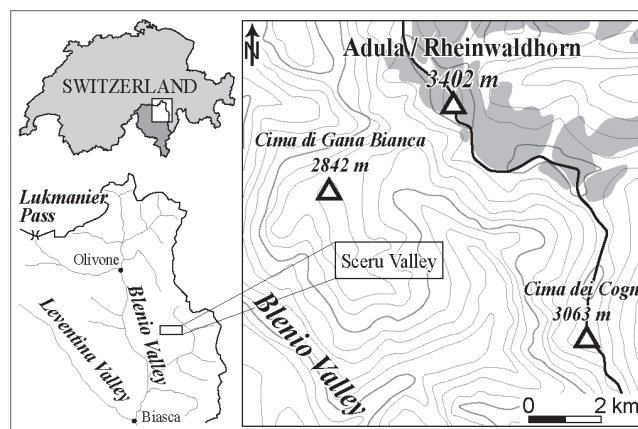 SWITZERLAND
Lukmanier
Pass
Olivone
Blenio Valley
Leventina Valley
Biasca
N
Adula / Rheinwaldhorn
3402 m
Cima di Gana Bianca
2842 m
Sceru Valley
Blenio Valley
Cima dei Cogn
3063 m
0 2 km